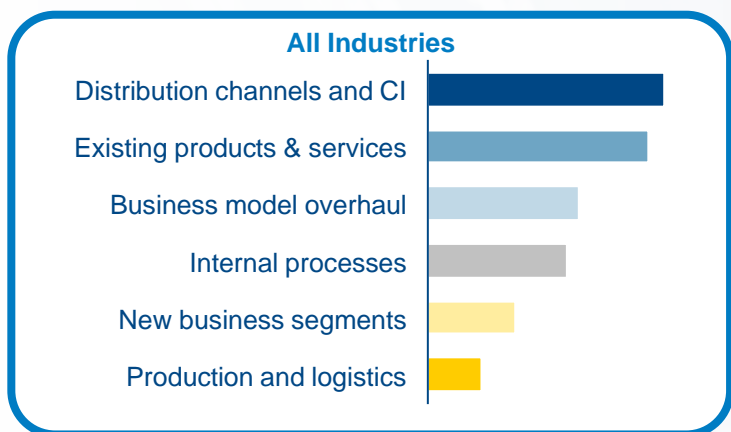 All Industries
Distribution channels and CI
Existing products & services
Business model overhaul
Internal processes
New business segments
Production and logistics